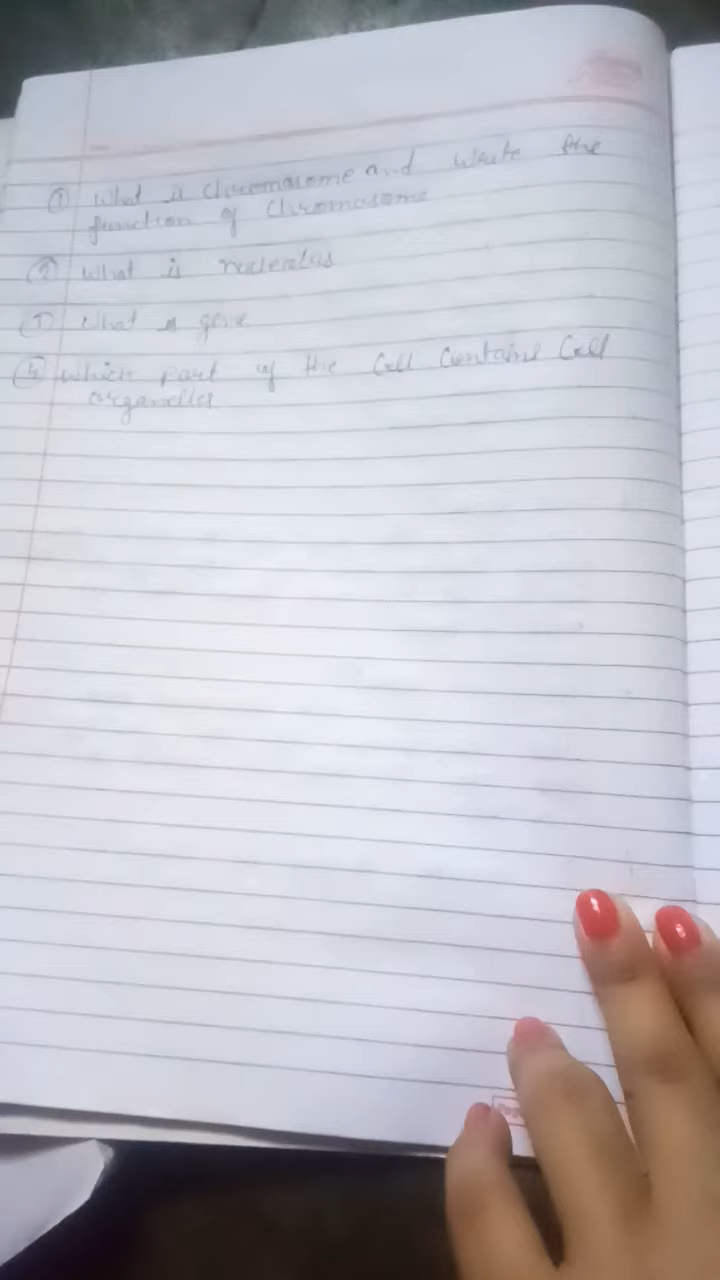 ① What is chromosome and write the
function of Chromosome
② What is nucleolus
③ What is gene
④ which part of the Cell Contains Cell
organelles